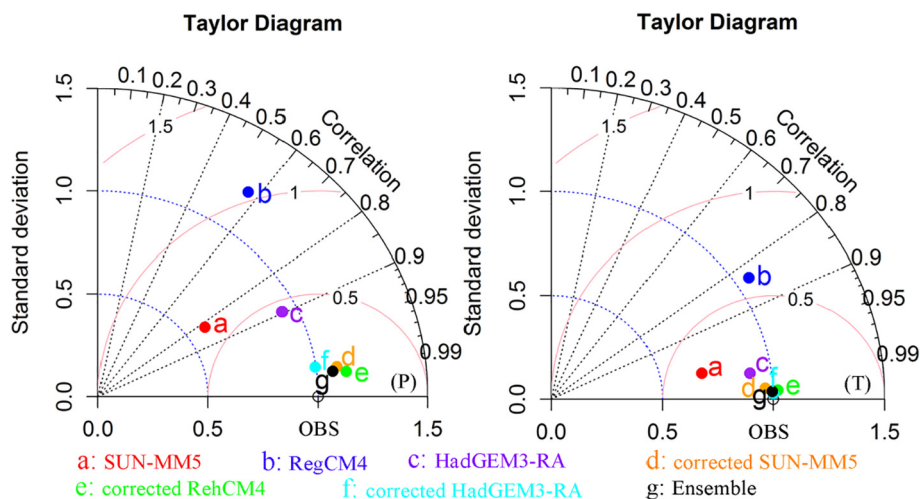 Taylor Diagram
Standard deviation
1.5
1.0
0.5
0.0
0.0
0.5
OBS
1.5
0.1
0.2
0.3
0.4
0.5
0.6
0.7
0.8
0.9
0.95
0.99
Correlation
1.5
1
0.5
a
b
c
d
e
f
g
(P)
Taylor Diagram
Standard deviation
1.5
1.0
0.5
0.0
0.0
0.5
OBS
1.5
0.1
0.2
0.3
0.4
0.5
0.6
0.7
0.8
0.9
0.95
0.99
Correlation
1.5
1
0.5
a
b
c
d
e
f
g
(T)
a: SUN-MM5 b: RegCM4 c: HadGEM3-RA d: corrected SUN-MM5
e: corrected RehCM4 f: corrected HadGEM3-RA g: Ensemble